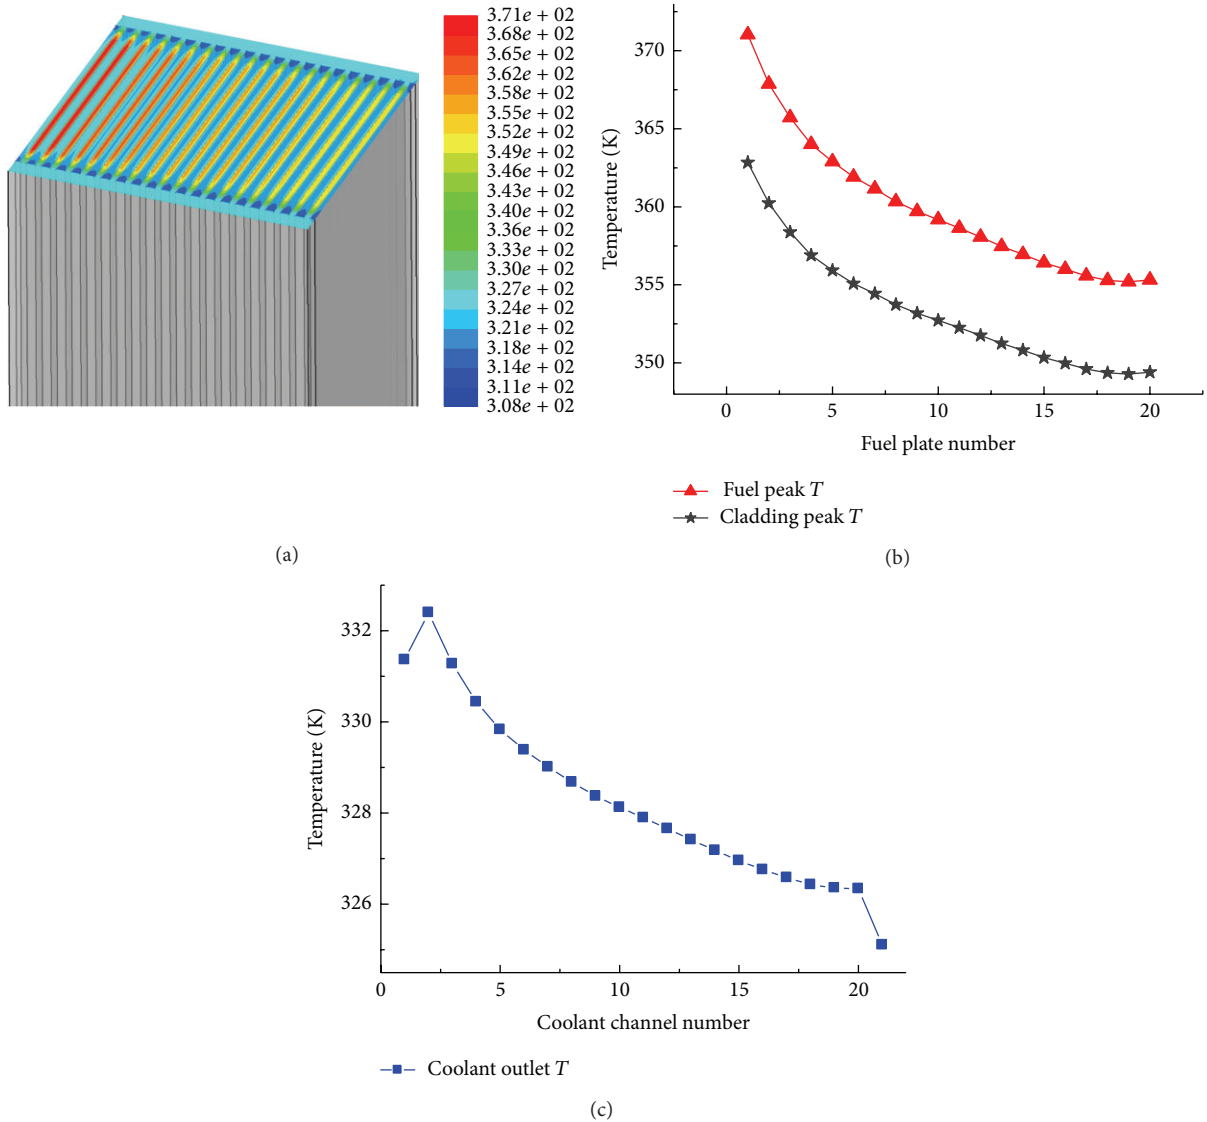 3.71e + 02
3.68e + 02
3.65e + 02
3.62e + 02
3.58e + 02
3.55e + 02
3.52e + 02
3.49e + 02
3.46e + 02
3.43e + 02
3.40e + 02
3.36e + 02
3.33e + 02
3.30e + 02
3.27e + 02
3.24e + 02
3.21e + 02
3.18e + 02
3.14e + 02
3.11e + 02
3.08e + 02
(a)
Temperature (K)
370
365
360
355
350
0 5 10 15 20
Fuel plate number
Fuel peak T
Cladding peak T
(b)
Temperature (K)
332
330
328
326
0 5 10 15 20
Coolant channel number
Coolant outlet T
(c)